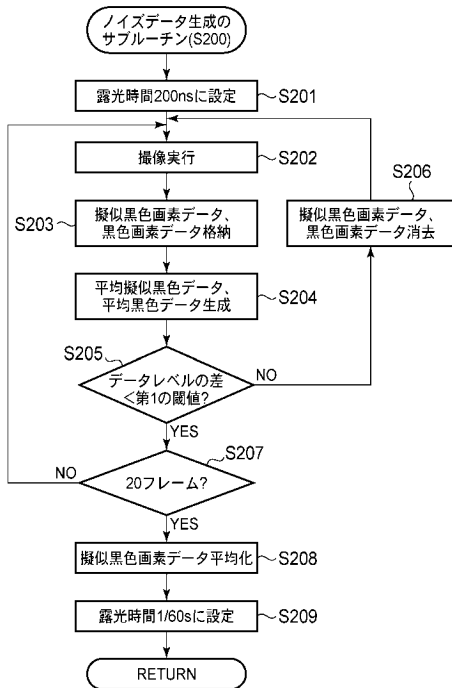 ノイズデータ生成の
サブルーチン(S200)
露光時間200nsに設定
S201
撮像実行
S202
S203
擬似黒色画素データ、
黒色画素データ格納
S206
擬似黒色画素データ、
黒色画素データ消去
平均擬似黒色データ、
平均黒色データ生成
S204
S205
データレベルの差
<第1の閾値?
NO
YES
S207
NO
20フレーム?
YES
擬似黒色画素データ平均化
S208
露光時間1/60sに設定
S209
RETURN